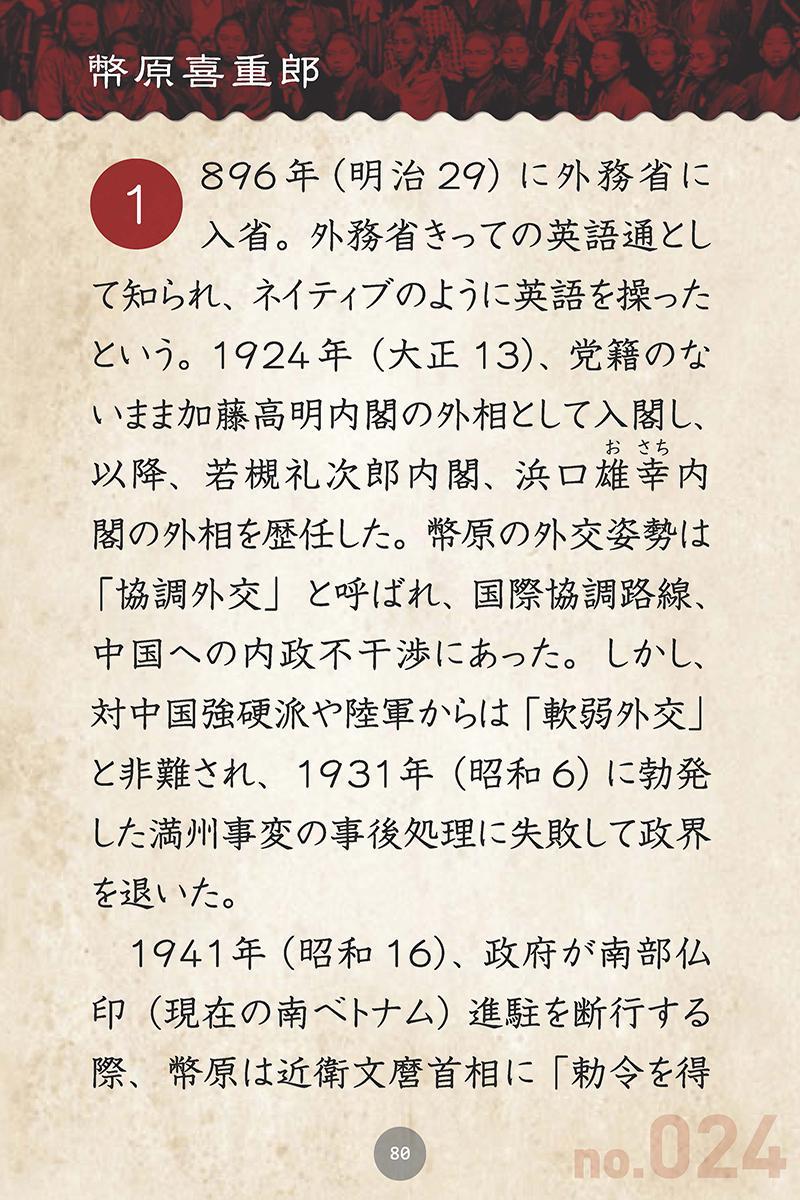 幣原喜重郎
1896年（明治29）に外務省に
入省。外務省きっての英語通とし
て知られ、ネイティブのように英語を操った
という。1924年（大正13）、党籍のな
いまま加藤高明内閣の外相として入閣し、
おさち
以降、若槻礼次郎内閣、浜口雄幸内
閣の外相を歴任した。幣原の外交姿勢は
「協調外交」と呼ばれ、国際協調路線、
中国への内政不干渉にあった。しかし、
対中国強硬派や陸軍からは「軟弱外交」
と非難され、1931年（昭和6）に勃発
した満州事変の事後処理に失敗して政界
を退いた。
1941年（昭和16）、政府が南部仏
印（現在の南ベトナム）進駐を断行する
際、幣原は近衛文麿首相に「勅令を得
80
no.024